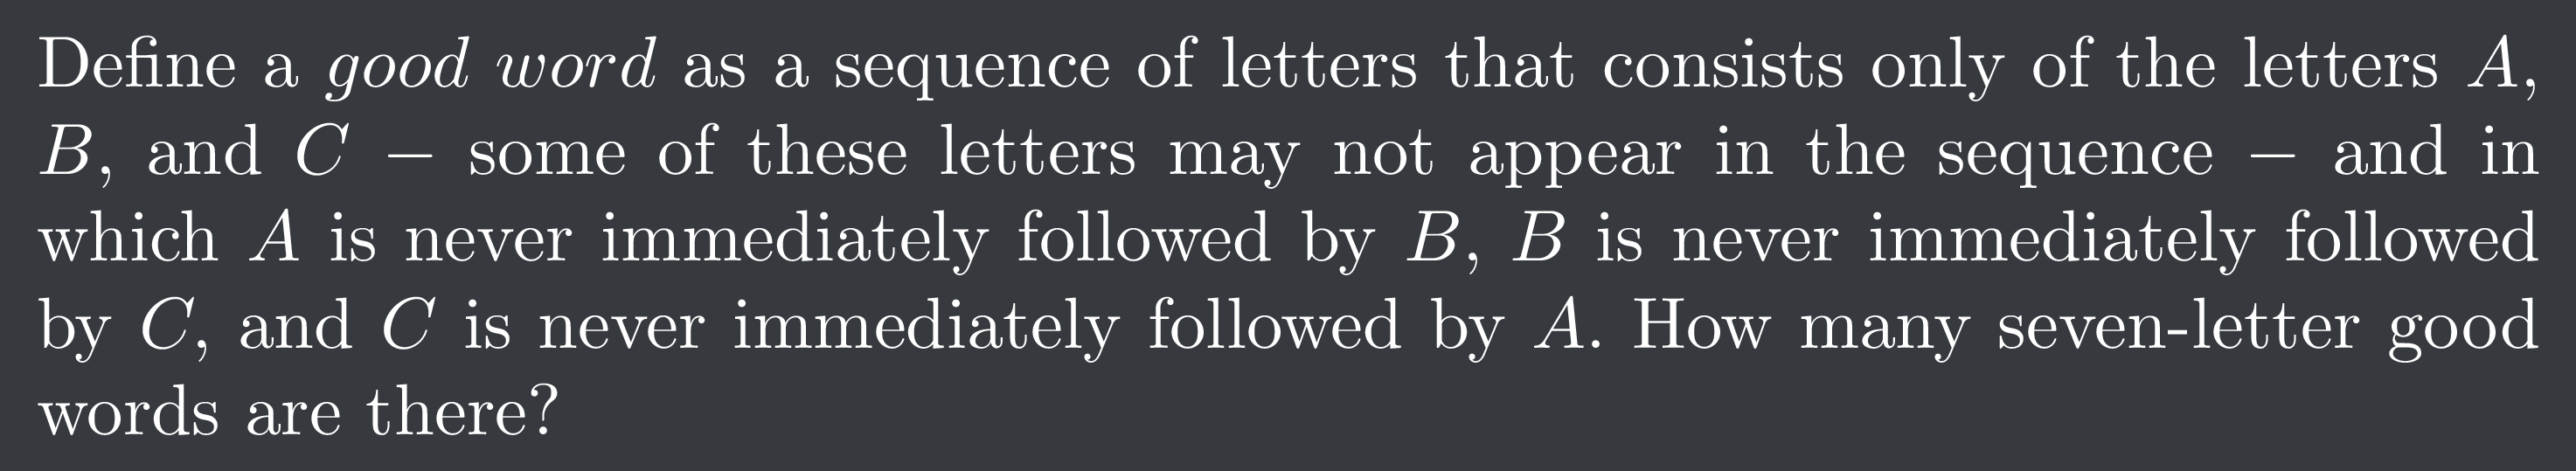 Define a good word as a sequence of letters that consists only of the letters A,
B, and C – some of these letters may not appear in the sequence – and in
which A is never immediately followed by B, B is never immediately followed
by C, and C is never immediately followed by A. How many seven-letter good
words are there?